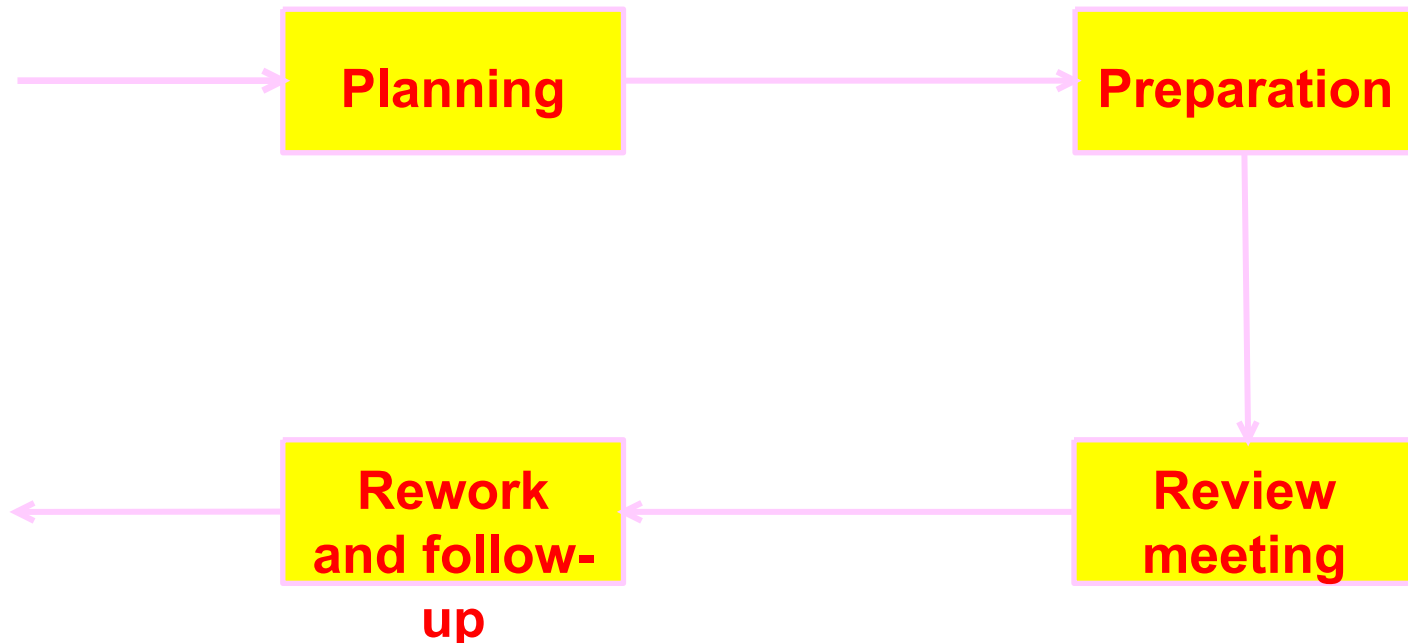 Planning
Preparation
Rework
and follow-
up
Review
meeting